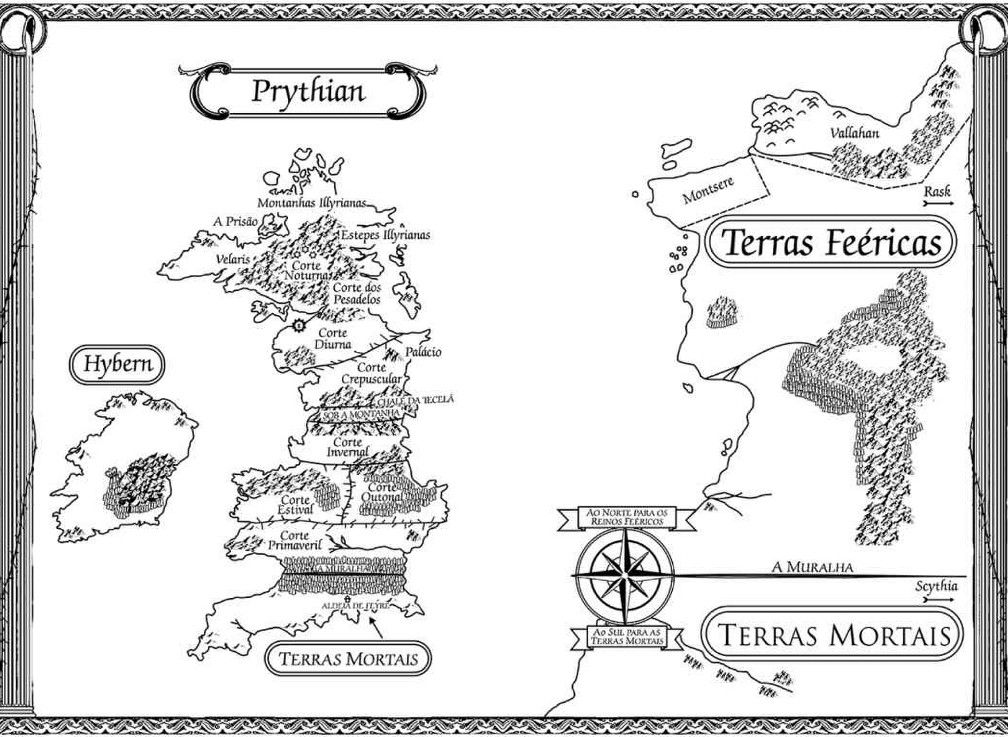 Prythian
Montanhas Illyrianas
A Prisão
Estepes Illyrianas
Velaris
Corte
Noturna
Corte dos
Pesadelos
Corte
Diurna
Palácio
Corte
Crepuscular
CHALÉ DA TECELÃ
SOB A MONTANHA
Corte
Invernal
Corte
Estival
Corte
Outonal
Corte
Primaveril
A MURALHA
ALDEIA DE FEYRE
TERRAS MORTAIS
Hybern
Vallahan
Montsere
Rask
Terras Feéricas
AO NORTE PARA OS
REINOS FEÉRICOS
A MURALHA
Scythia
AO SUL PARA AS
TERRAS MORTAIS
TERRAS MORTAIS